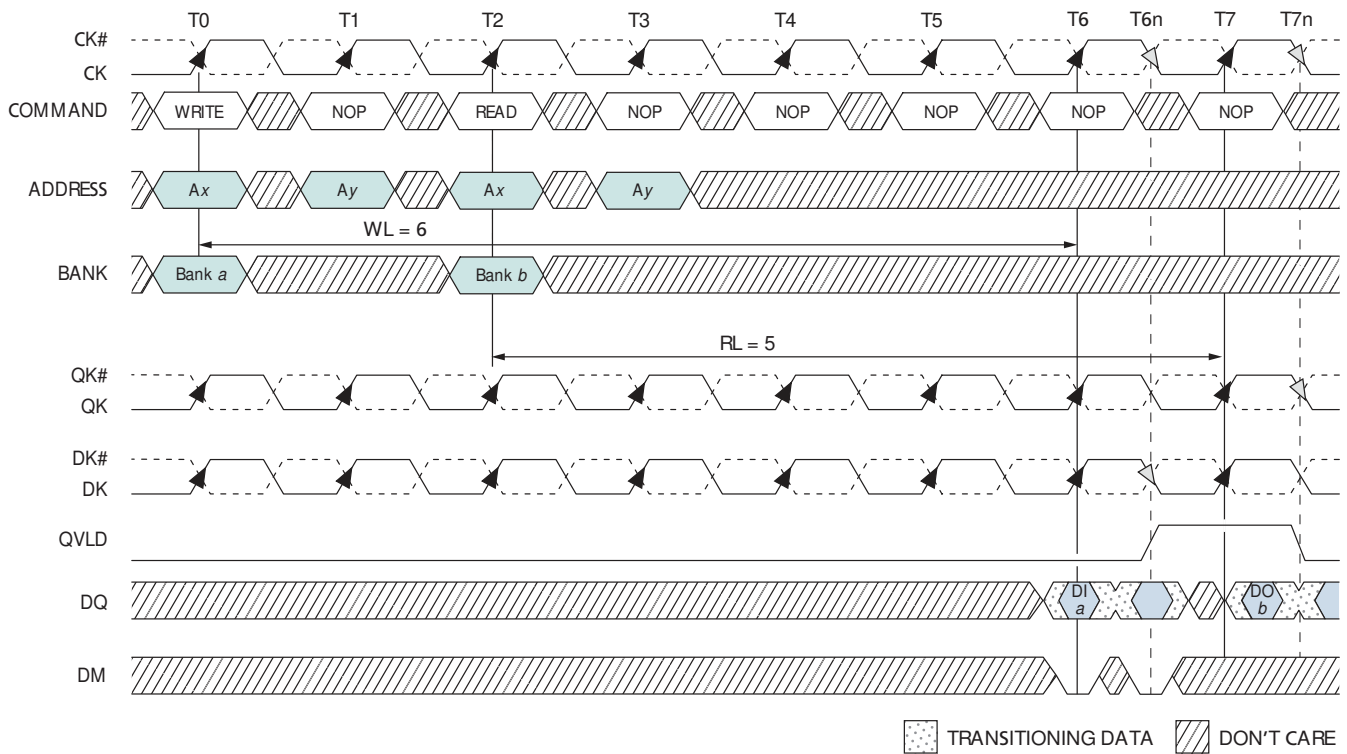 T0 T1 T2 T3 T4 T5 T6 T6n T7 T7n
CK#
CK
COMMAND WRITE NOP READ NOP NOP NOP NOP NOP
ADDRESS Ax Ay Ax Ay
WL = 6
BANK Bank a Bank b
RL = 5
QK#
QK
DK#
DK
QVLD
DQ DI a DO b
DM
TRANSITIONING DATA DON'T CARE